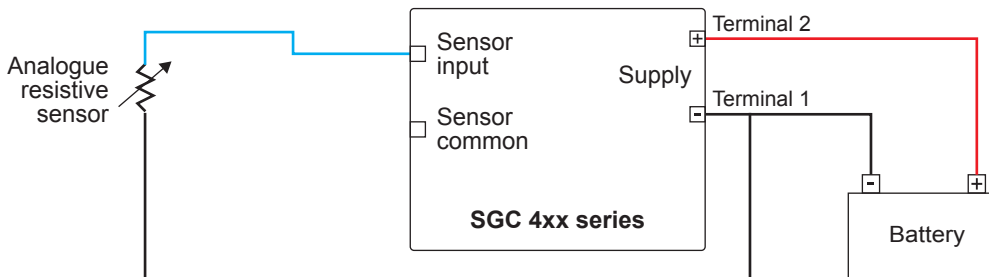 Analogue
resistive
sensor
Sensor
input
Sensor
common
Supply
+
-
SGC 4xx series
Terminal 2
Terminal 1
-
+
Battery